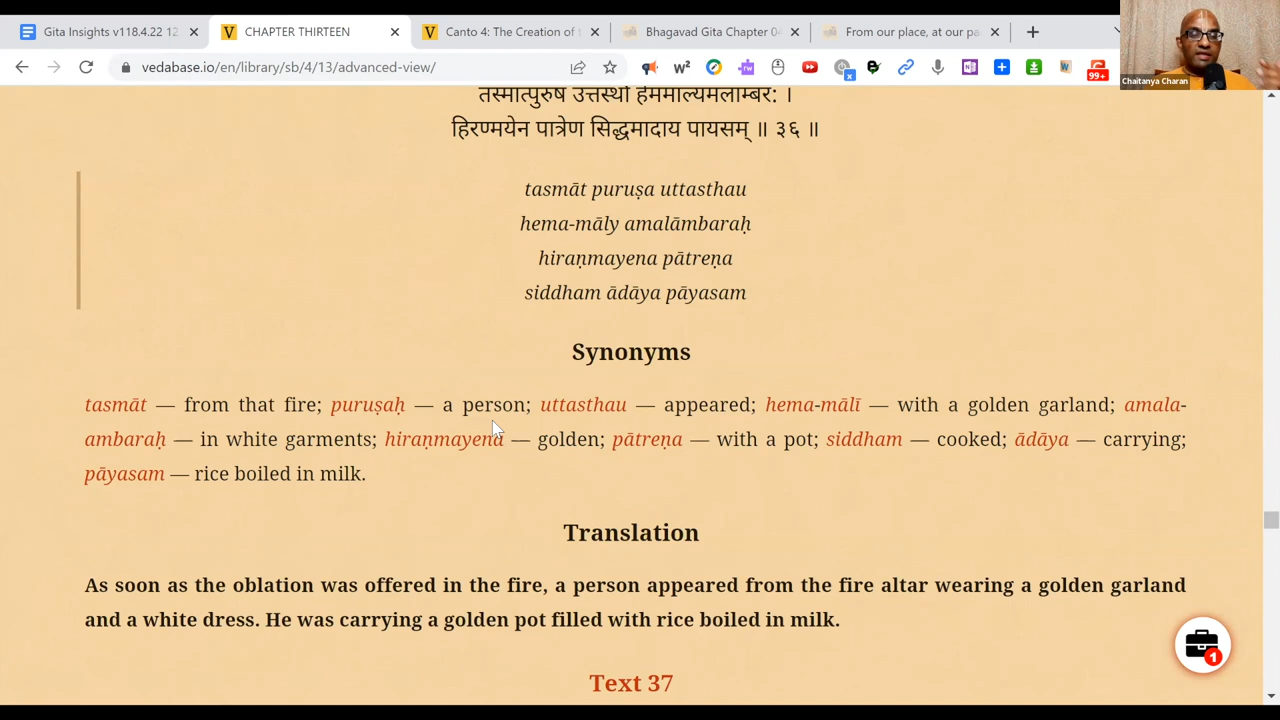 Gita Insights v118.4.22 12
CHAPTER THIRTEEN
Canto 4: The Creation of
Bhagavad Gita Chapter
From our place, at our
vedabase.io/en/library/sb/4/13/advanced-view/
99+
Chaitanya Charan
तस्मात्पुरुष उत्तस्थौ हेममाल्यमलाम्बर: ।
हिरण्मयेन पात्रेण सिद्धमादाय पायसम् ॥ ३६ ॥
tasmāt puruṣa uttasthau
hema-māly amalāmbaraḥ
hiraṇmayena pātreṇa
siddham ādāya pāyasam
Synonyms
tasmāt — from that fire; puruṣaḥ — a person; uttasthau — appeared; hema-mālī — with a golden garland; amala-
ambaraḥ — in white garments; hiraṇmayena — golden; pātreṇa — with a pot; siddham — cooked; ādāya — carrying;
pāyasam — rice boiled in milk.
Translation
As soon as the oblation was offered in the fire, a person appeared from the fire altar wearing a golden garland
and a white dress. He was carrying a golden pot filled with rice boiled in milk.
1
Text 37